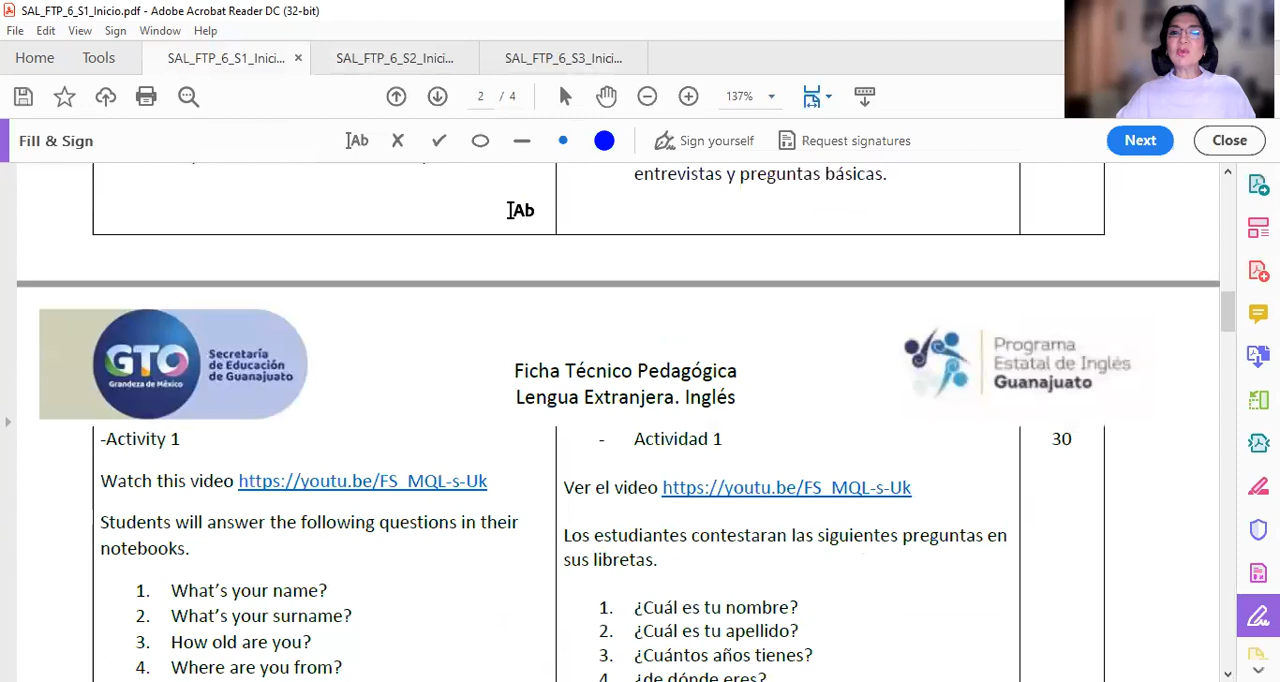 SAL_FTP_6_S1_Inicio.pdf - Adobe Acrobat Reader DC (32-bit)
File Edit View Sign Window Help
Home Tools SAL_FTP_6_S1_Inici... × SAL_FTP_6_S2_Inici... SAL_FTP_6_S3_Inici...
2 / 4 137%
Fill & Sign Ab Sign yourself Request signatures Next Close
entrevistas y preguntas básicas.
Ab
GTO
Grandeza de México
Secretaría
de Educación
de Guanajuato
Ficha Técnico Pedagógica
Lengua Extranjera. Inglés
Programa
Estatal de Inglés
Guanajuato
-Activity 1
Watch this video https://youtu.be/FS_MQL-s-Uk
Students will answer the following questions in their
notebooks.
1. What's your name?
2. What's your surname?
3. How old are you?
4. Where are you from?
- Actividad 1
Ver el video https://youtu.be/FS_MQL-s-Uk
Los estudiantes contestaran las siguientes preguntas en
sus libretas.
1. ¿Cuál es tu nombre?
2. ¿Cuál es tu apellido?
3. ¿Cuántos años tienes?
4. ¿de dónde eres?
30